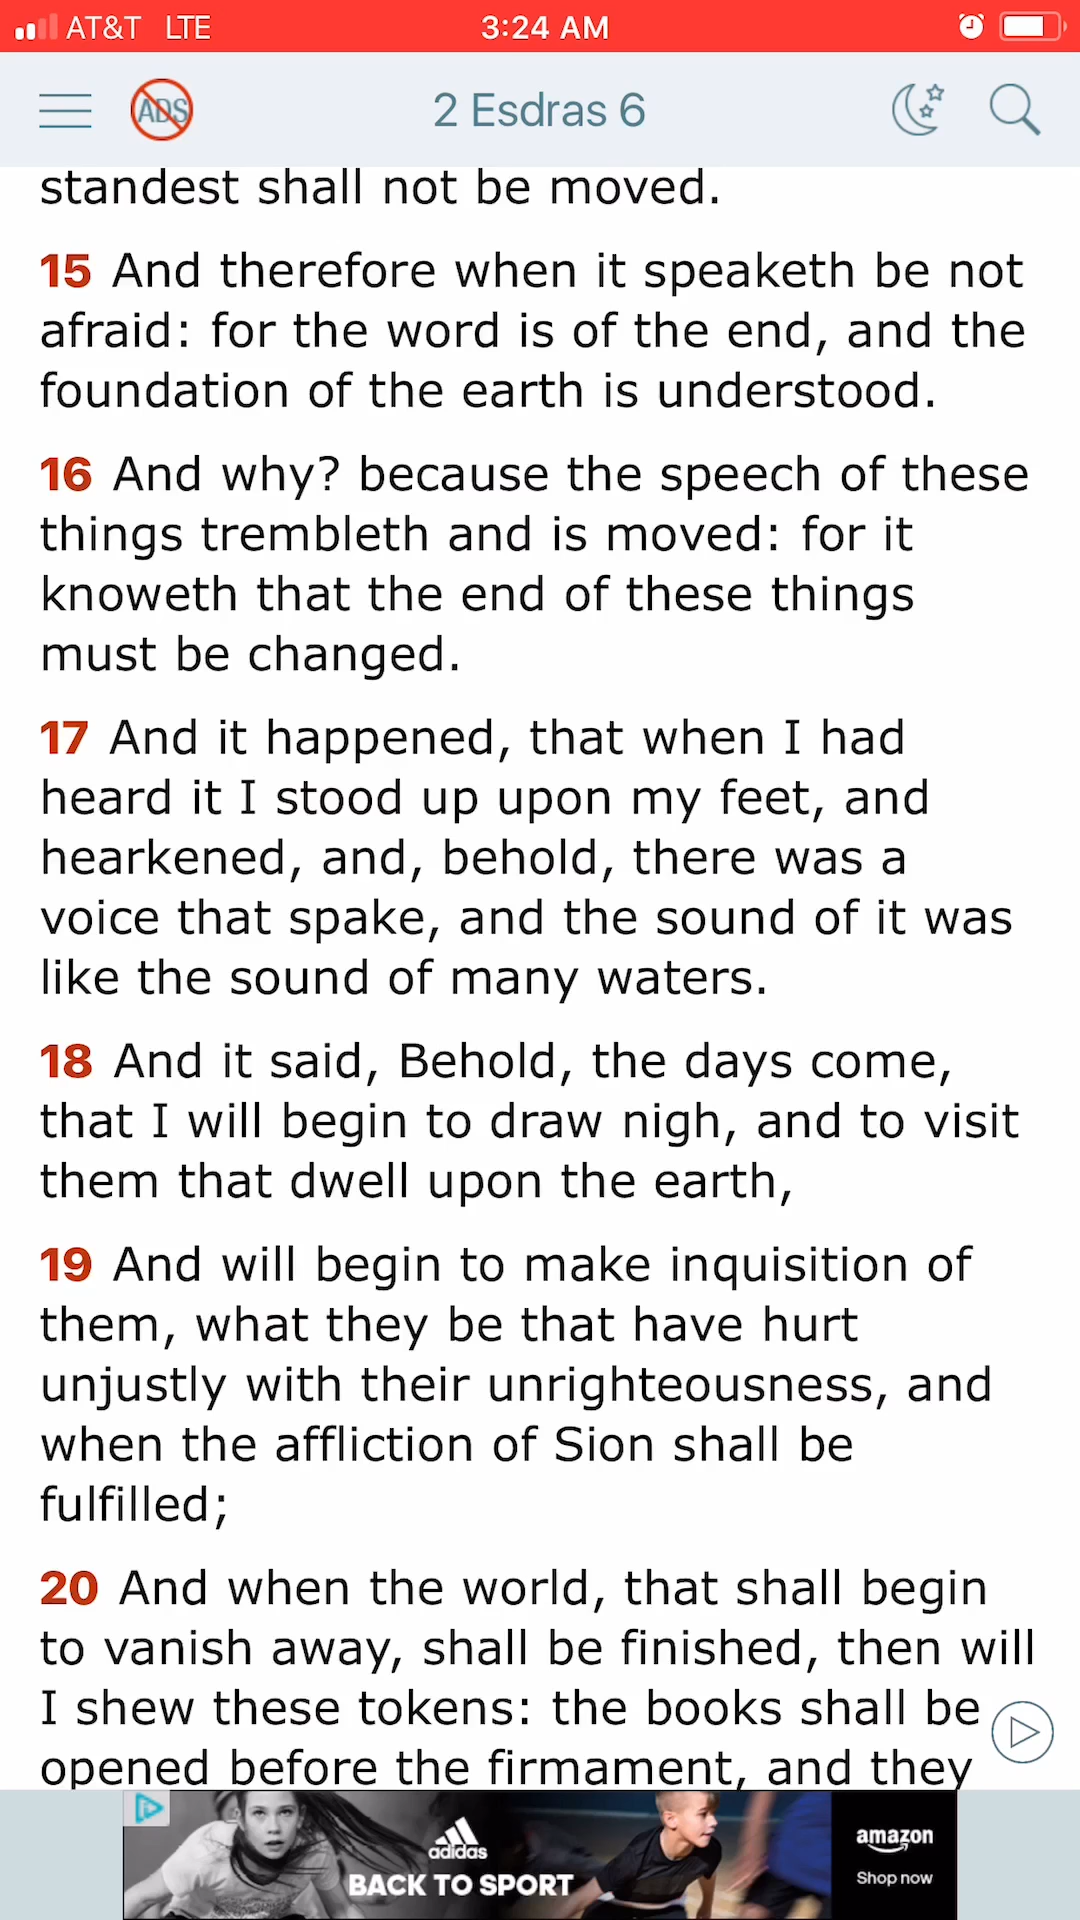 AT&T LTE 3:24 AM
ADS 2 Esdras 6
standest shall not be moved.
15 And therefore when it speaketh be not
afraid: for the word is of the end, and the
foundation of the earth is understood.
16 And why? because the speech of these
things trembleth and is moved: for it
knoweth that the end of these things
must be changed.
17 And it happened, that when I had
heard it I stood up upon my feet, and
hearkened, and, behold, there was a
voice that spake, and the sound of it was
like the sound of many waters.
18 And it said, Behold, the days come,
that I will begin to draw nigh, and to visit
them that dwell upon the earth,
19 And will begin to make inquisition of
them, what they be that have hurt
unjustly with their unrighteousness, and
when the affliction of Sion shall be
fulfilled;
20 And when the world, that shall begin
to vanish away, shall be finished, then will
I shew these tokens: the books shall be
opened before the firmament, and they
adidas
BACK TO SPORT
amazon
Shop now